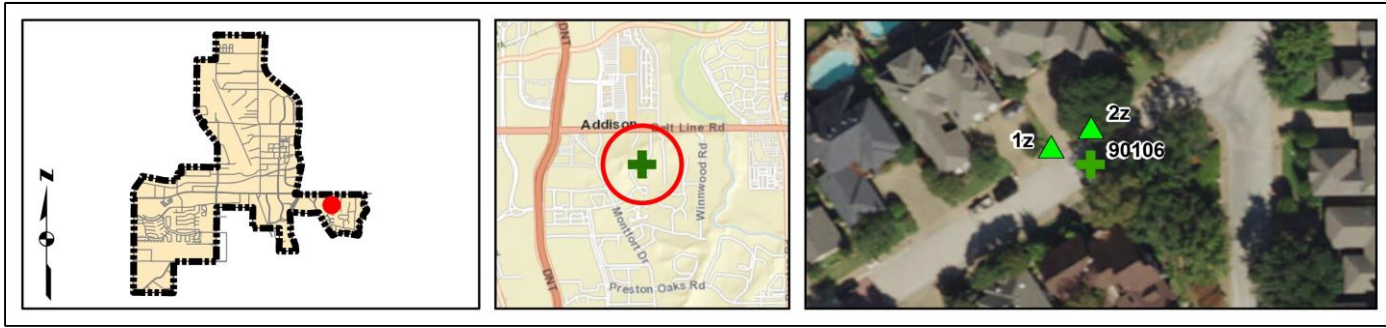 N
DNT
Addison
Belt Line Rd
Winnwood Rd
Montfort Dr
DNT
Preston Oaks Rd
2z
1z
90106